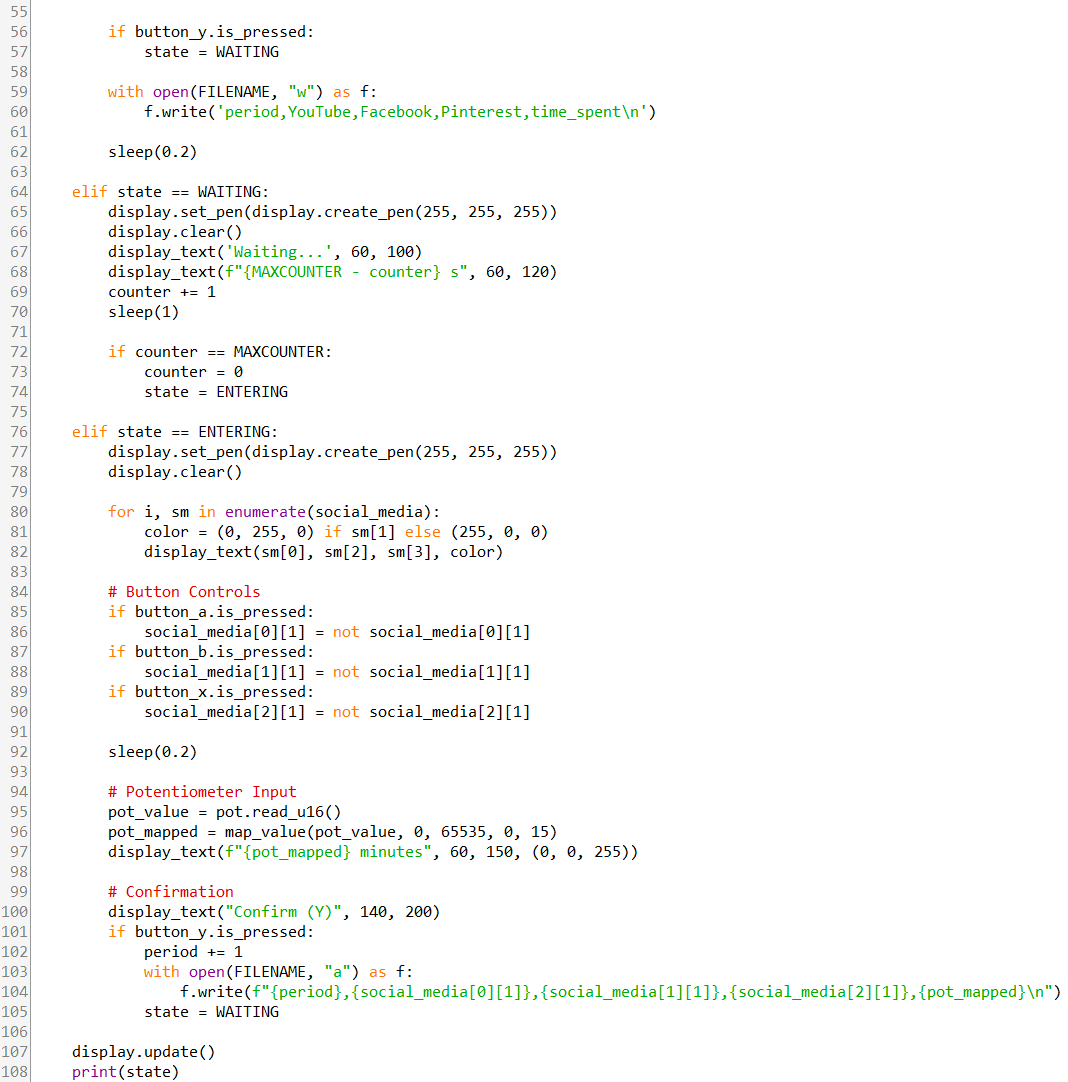 55
56 if button_y.is_pressed:
57 state = WAITING
58
59 with open(FILENAME, "w") as f:
60 f.write('period,YouTube,Facebook,Pinterest,time_spent\n')
61
62 sleep(0.2)
63
64 elif state == WAITING:
65 display.set_pen(display.create_pen(255, 255, 255))
66 display.clear()
67 display_text('Waiting...', 60, 100)
68 display_text(f"{MAXCOUNTER - counter} s", 60, 120)
69 counter += 1
70 sleep(1)
71
72 if counter == MAXCOUNTER:
73 counter = 0
74 state = ENTERING
75
76 elif state == ENTERING:
77 display.set_pen(display.create_pen(255, 255, 255))
78 display.clear()
79
80 for i, sm in enumerate(social_media):
81 color = (0, 255, 0) if sm[1] else (255, 0, 0)
82 display_text(sm[0], sm[2], sm[3], color)
83
84 # Button Controls
85 if button_a.is_pressed:
86 social_media[0][1] = not social_media[0][1]
87 if button_b.is_pressed:
88 social_media[1][1] = not social_media[1][1]
89 if button_x.is_pressed:
90 social_media[2][1] = not social_media[2][1]
91
92 sleep(0.2)
93
94 # Potentiometer Input
95 pot_value = pot.read_u16()
96 pot_mapped = map_value(pot_value, 0, 65535, 0, 15)
97 display_text(f"{pot_mapped} minutes", 60, 150, (0, 0, 255))
98
99 # Confirmation
100 display_text("Confirm (Y)", 140, 200)
101 if button_y.is_pressed:
102 period += 1
103 with open(FILENAME, "a") as f:
104 f.write(f"{period},{social_media[0][1]},{social_media[1][1]},{social_media[2][1]},{pot_mapped}\n")
105 state = WAITING
106
107 display.update()
108 print(state)